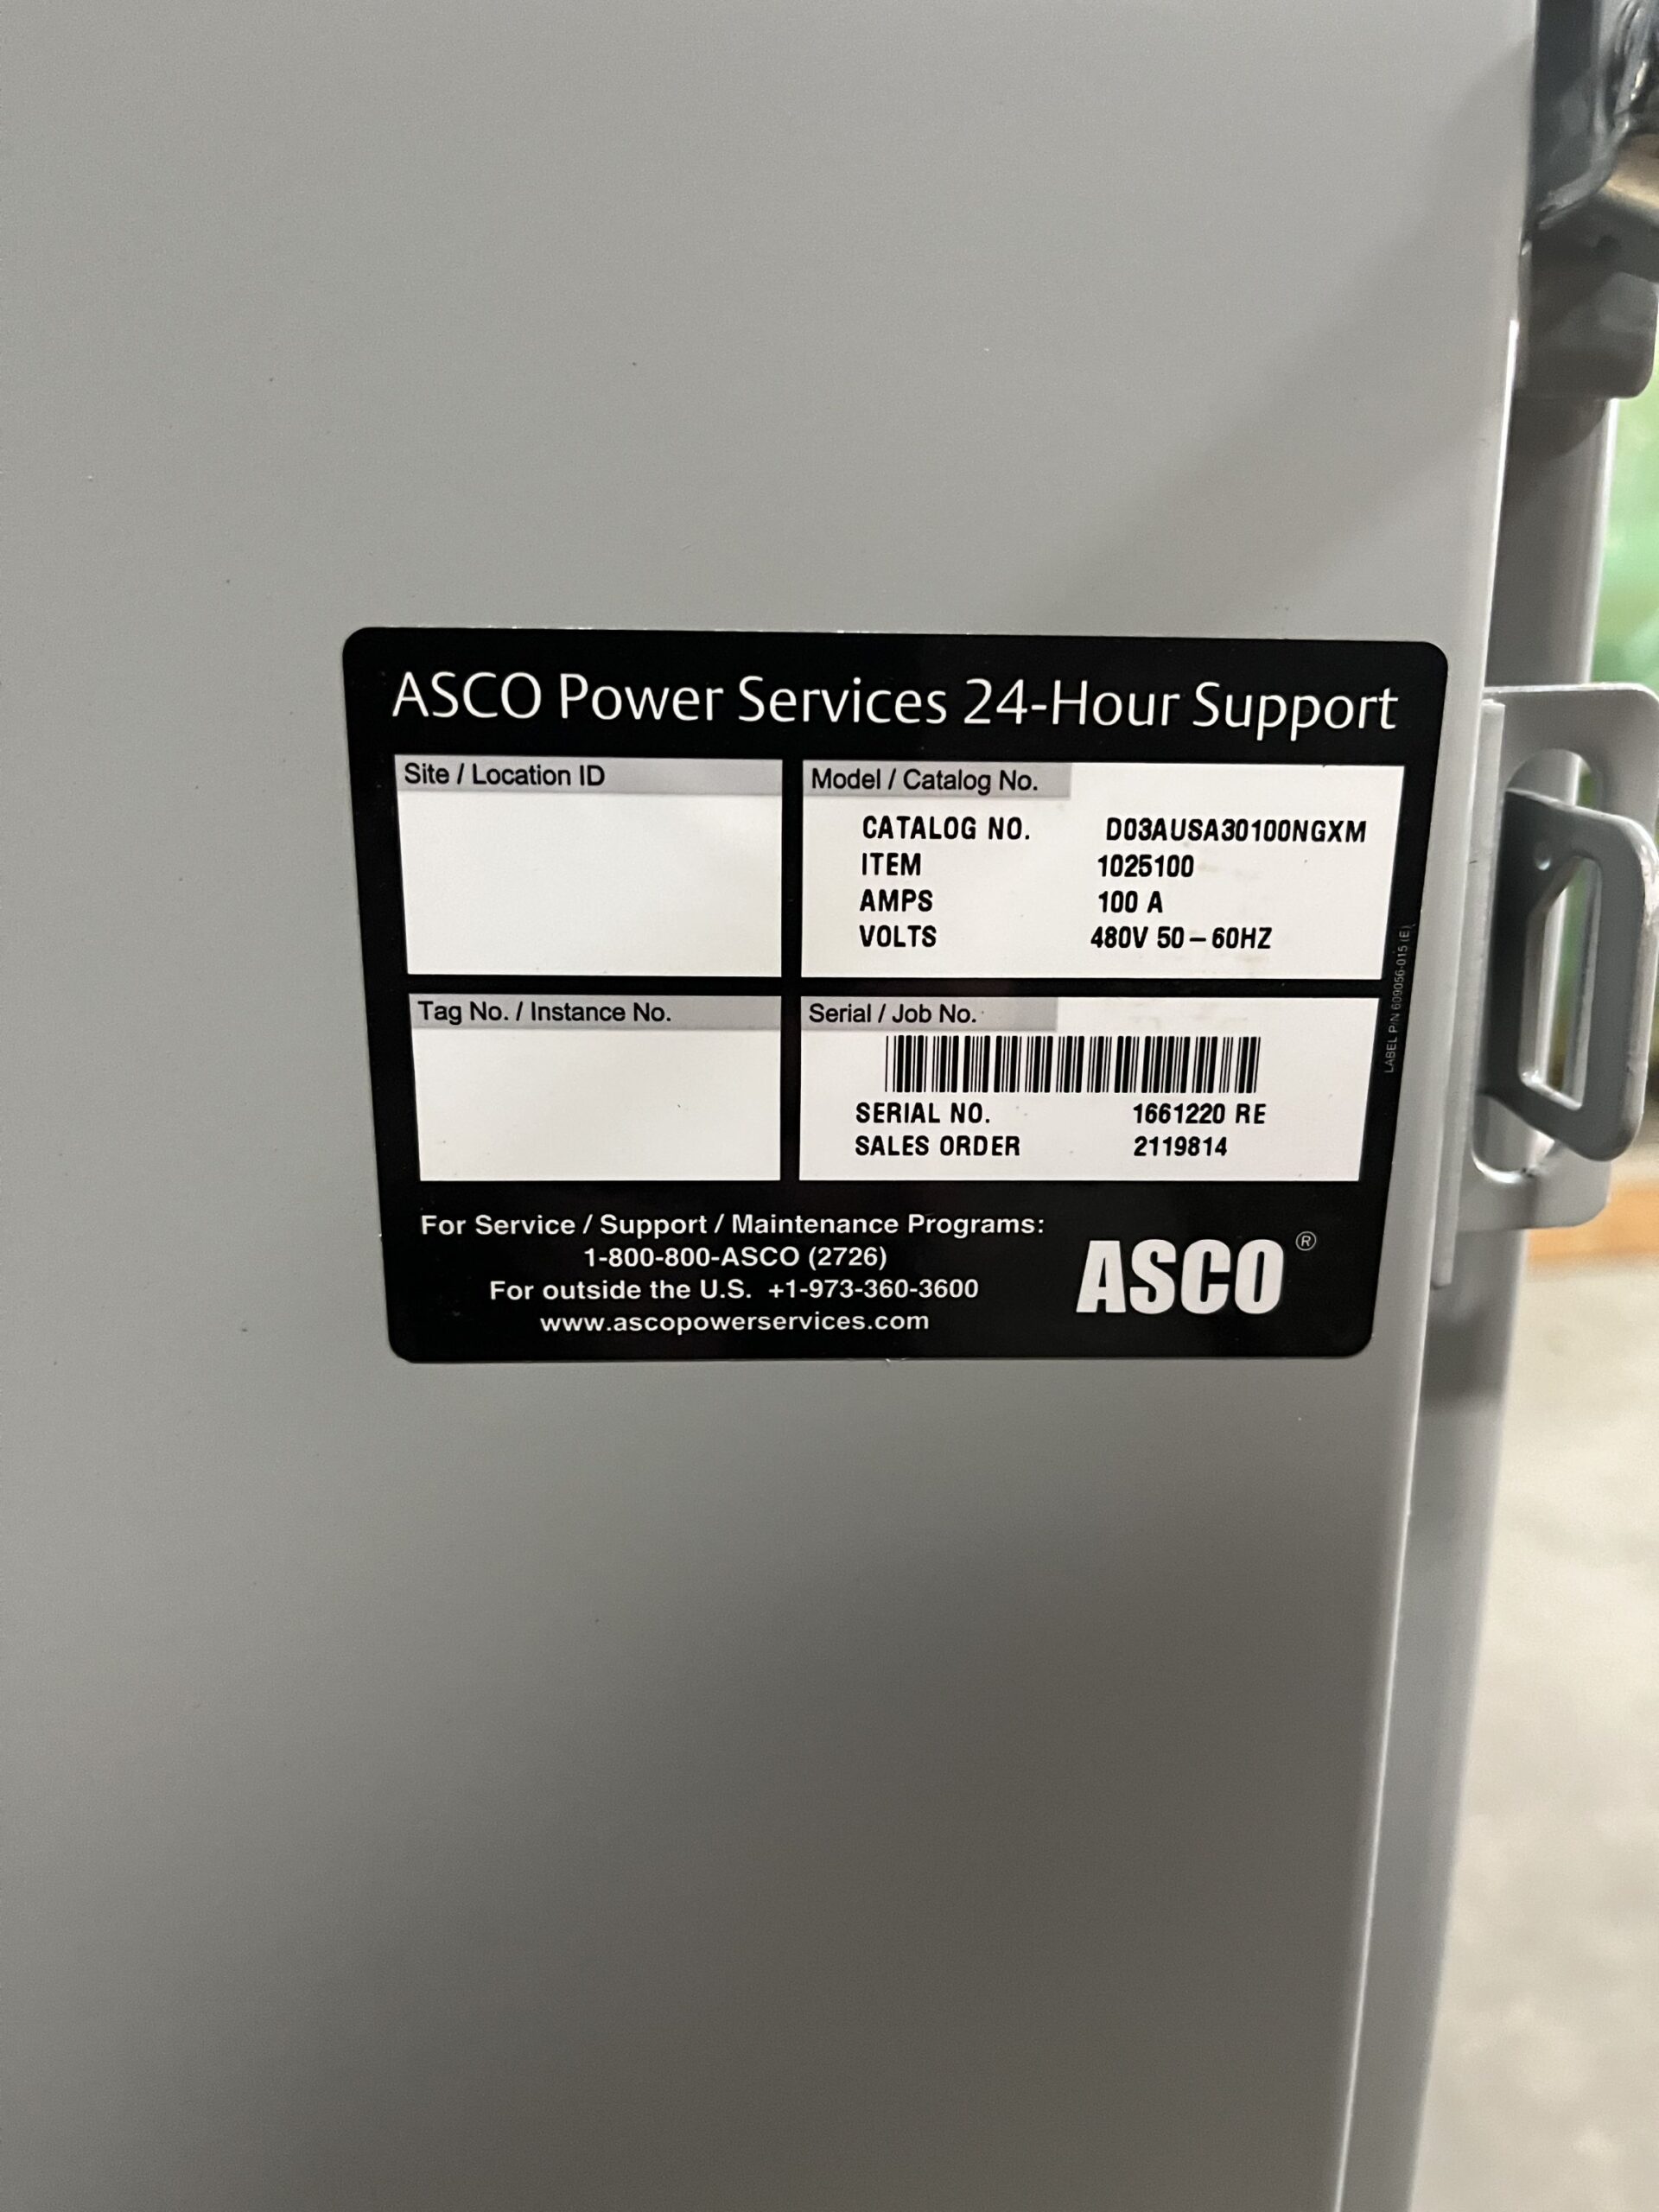 ASCO Power Services 24-Hour Support
Site / Location ID
Model / Catalog No.
CATALOG NO. D03AUSA30100NGXM
ITEM 1025100
AMPS 100 A
VOLTS 480V 50 – 60HZ
LABEL P/N 609056-015 (E)
Tag No. / Instance No.
Serial / Job No.
SERIAL NO. 1661220 RE
SALES ORDER 2119814
For Service / Support / Maintenance Programs:
1-800-800-ASCO (2726)
For outside the U.S. +1-973-360-3600
www.ascopowerservices.com
ASCO®